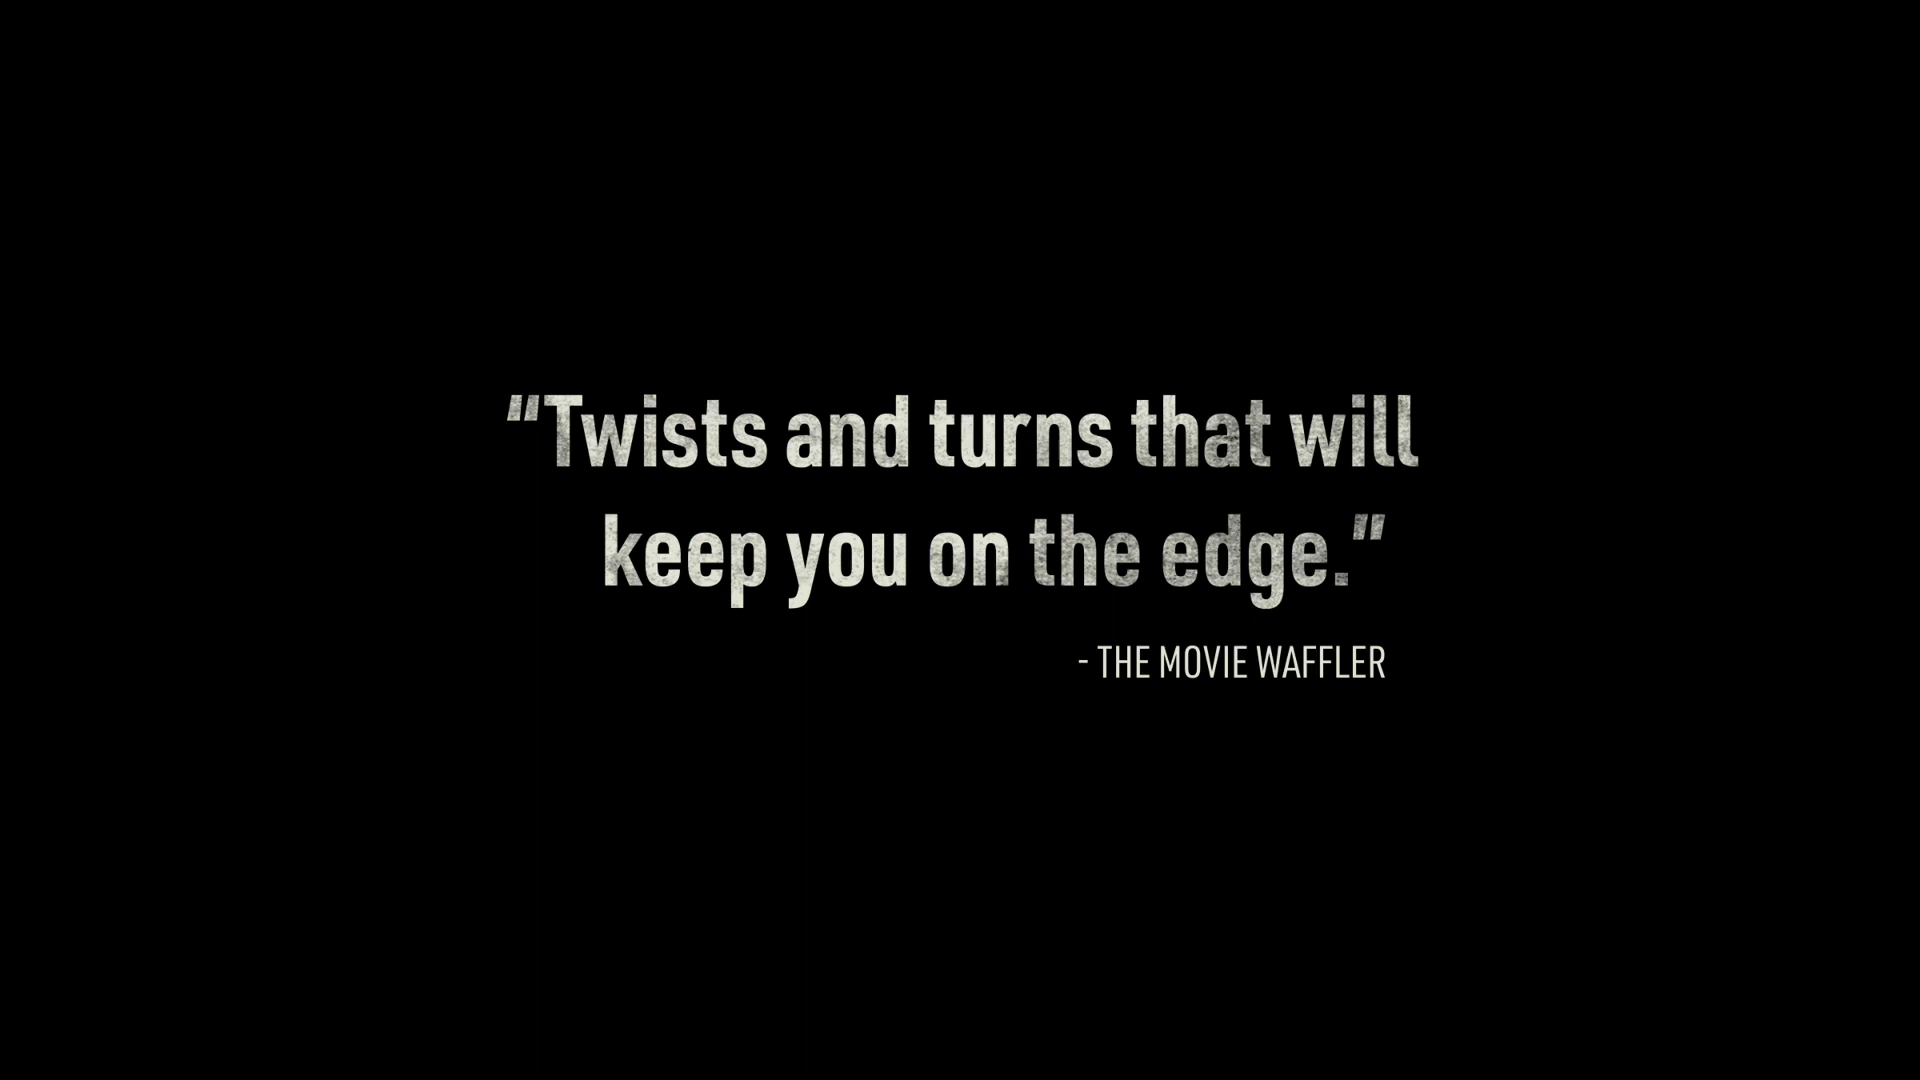 “Twists and turns that will
keep you on the edge.”
- THE MOVIE WAFFLER